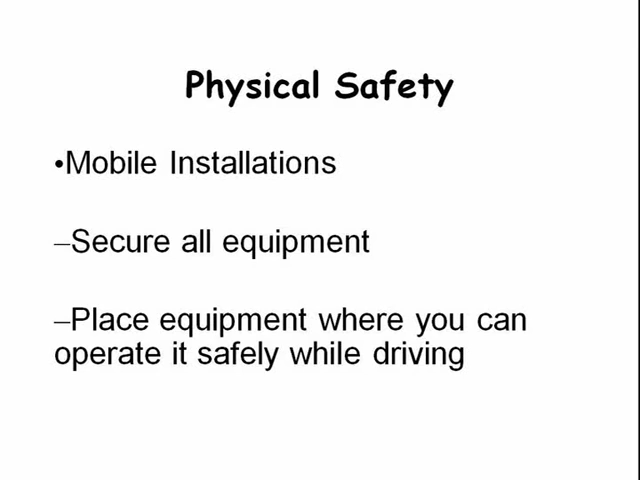 Physical Safety
•Mobile Installations
–Secure all equipment
–Place equipment where you can
operate it safely while driving